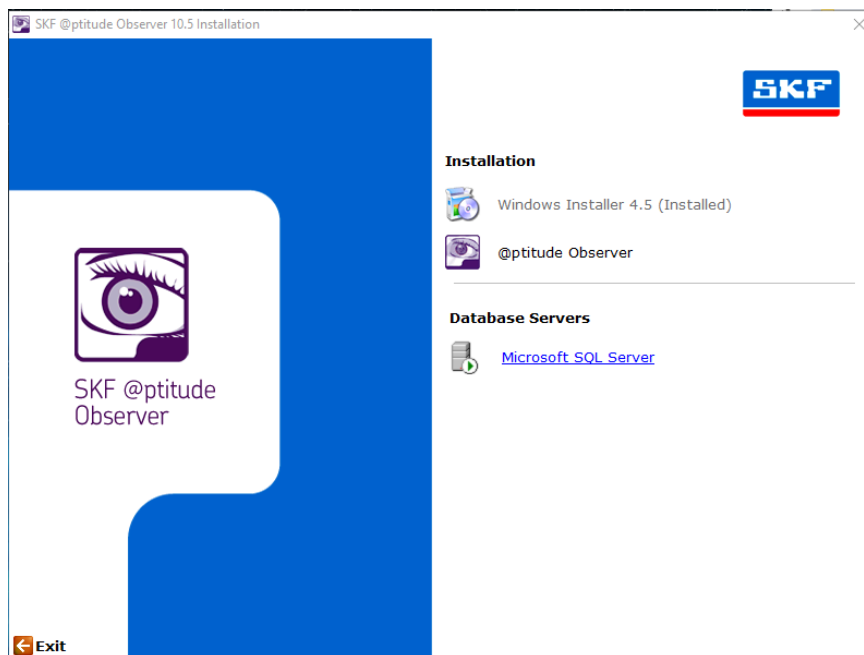 SKF @ptitude Observer 10.5 Installation
SKF
Installation
Windows Installer 4.5 (Installed)
@ptitude Observer
Database Servers
Microsoft SQL Server
SKF @ptitude
Observer
Exit